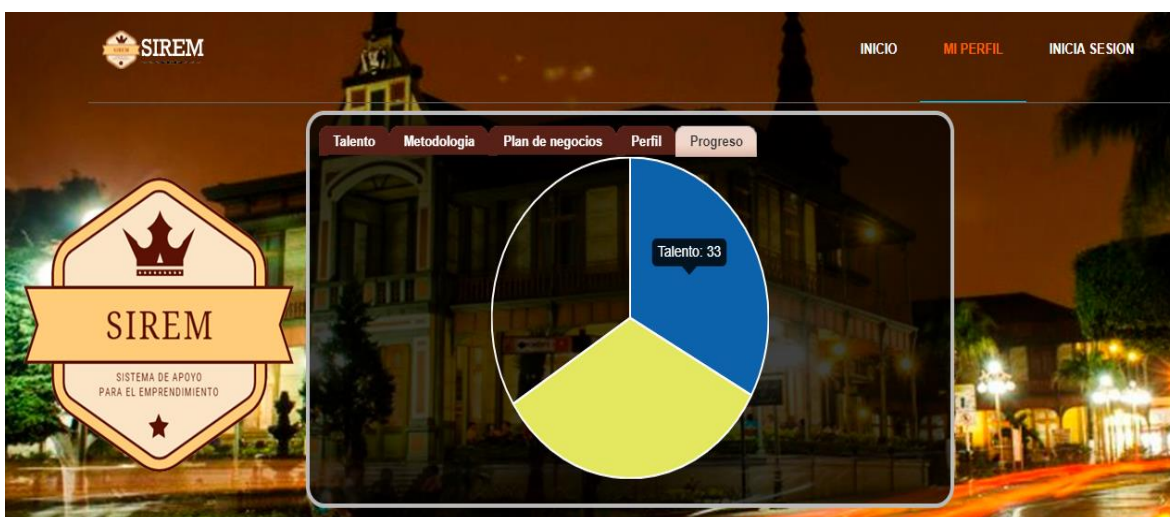 SIREM
INICIO
MI PERFIL
INICIA SESION
Talento
Metodologia
Plan de negocios
Perfil
Progreso
Talento: 33
SIREM
SISTEMA DE APOYO
PARA EL EMPRENDIMIENTO